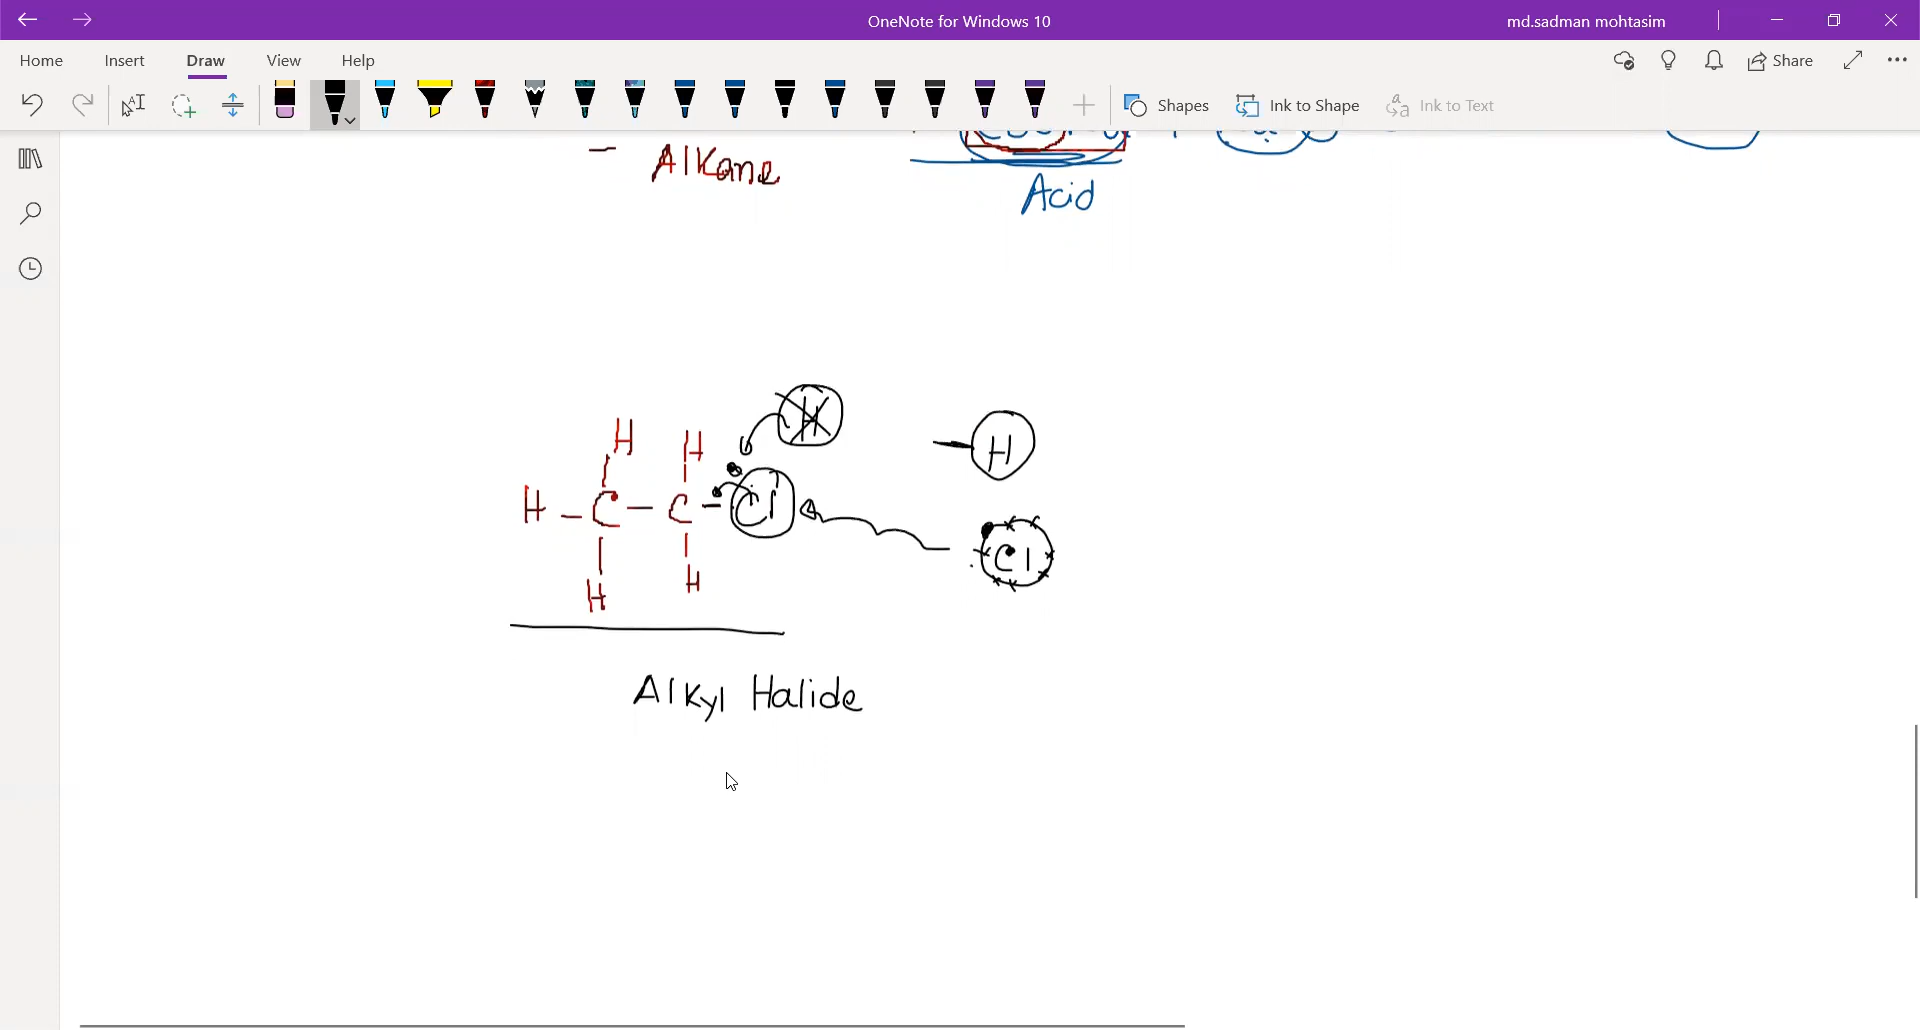 OneNote for Windows 10
md.sadman mohtasim
Home Insert Draw View Help
Share
Shapes Ink to Shape Ink to Text
Alkane
Acid
H
H H
H
H - C - C - Cl
Cl
H H
Alkyl Halide